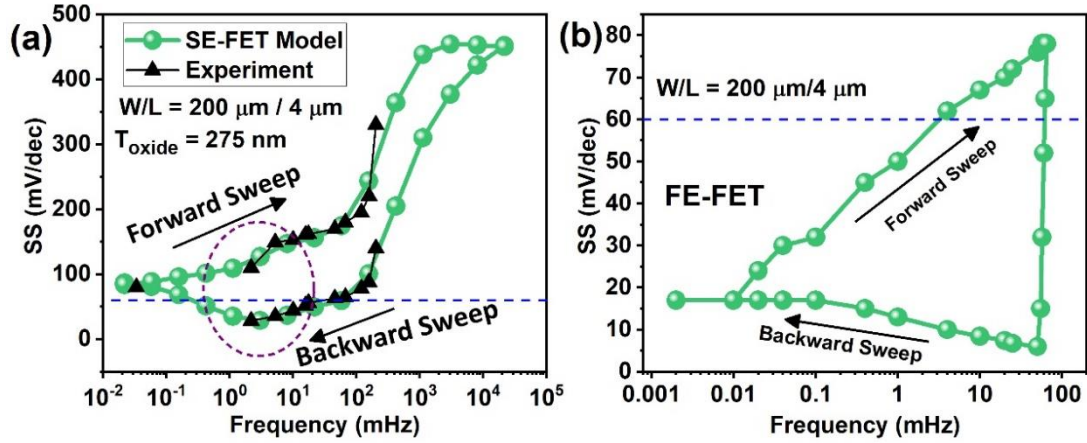 (a)
SE-FET Model
Experiment
W/L = 200 μm / 4 μm
T_oxide = 275 nm
Forward Sweep
Backward Sweep
SS (mV/dec)
500
400
300
200
100
0
10^-2 10^-1 10^0 10^1 10^2 10^3 10^4 10^5
Frequency (mHz)
(b)
W/L = 200 μm/4 μm
FE-FET
Forward Sweep
Backward Sweep
SS (mV/dec)
80
70
60
50
40
30
20
10
0
0.001 0.01 0.1 1 10 100
Frequency (mHz)